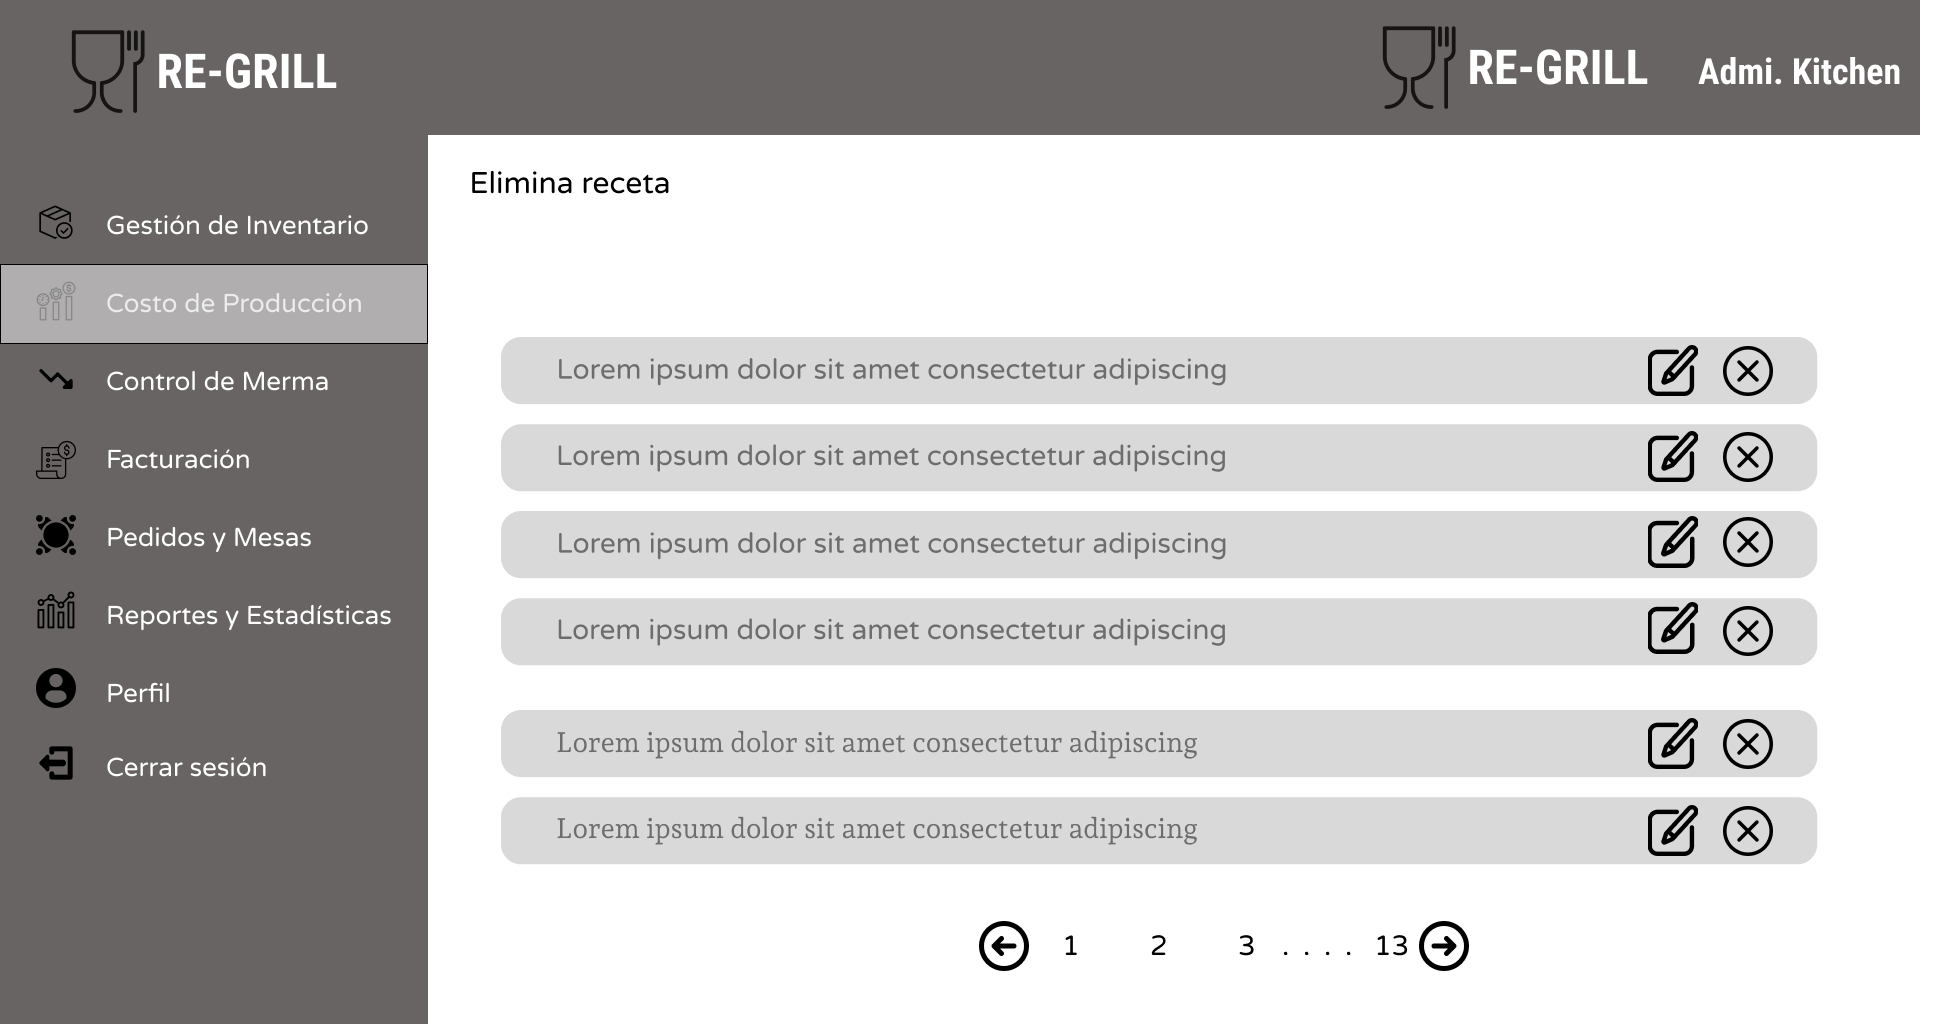 RE-GRILL
RE-GRILL Admi. Kitchen
Gestión de Inventario
Costo de Producción
Control de Merma
Facturación
Pedidos y Mesas
Reportes y Estadísticas
Perfil
Cerrar sesión
Elimina receta
Lorem ipsum dolor sit amet consectetur adipiscing
Lorem ipsum dolor sit amet consectetur adipiscing
Lorem ipsum dolor sit amet consectetur adipiscing
Lorem ipsum dolor sit amet consectetur adipiscing
Lorem ipsum dolor sit amet consectetur adipiscing
Lorem ipsum dolor sit amet consectetur adipiscing
1 2 3 . . . . 13